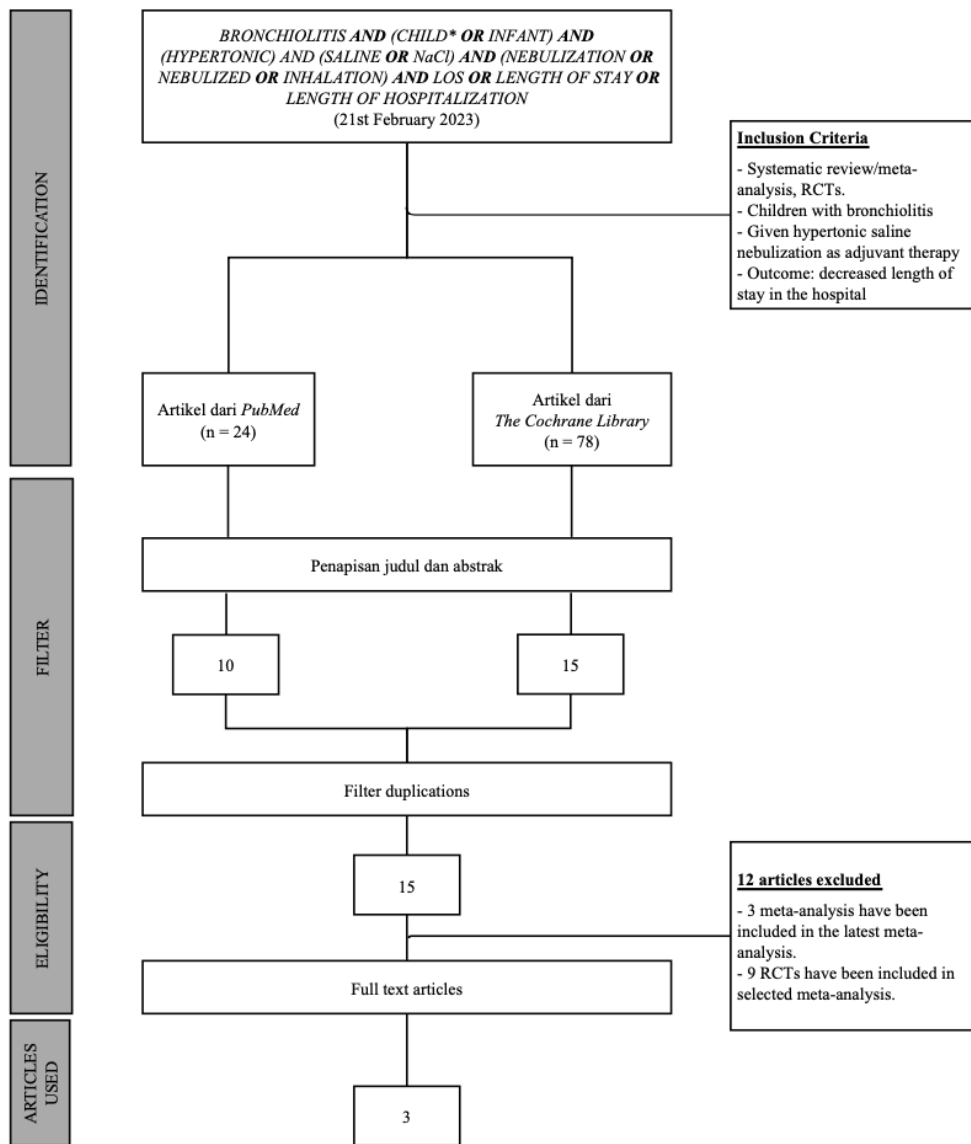 BRONCHIOLITIS AND (CHILD* OR INFANT) AND
(HYPERTONIC) AND (SALINE OR NaCl) AND (NEBULIZATION OR
NEBULIZED OR INHALATION) AND LOS OR LENGTH OF STAY OR
LENGTH OF HOSPITALIZATION
(21st February 2023)
IDENTIFICATION
Inclusion Criteria
- Systematic review/meta-
analysis, RCTs.
- Children with bronchiolitis
- Given hypertonic saline
nebulization as adjuvant therapy
- Outcome: decreased length of
stay in the hospital
Artikel dari PubMed
(n = 24)
Artikel dari
The Cochrane Library
(n = 78)
FILTER
Penapisan judul dan abstrak
10
15
Filter duplications
ELIGIBILITY
15
12 articles excluded
- 3 meta-analysis have been
included in the latest meta-
analysis.
- 9 RCTs have been included in
selected meta-analysis.
Full text articles
ARTICLES
USED
3